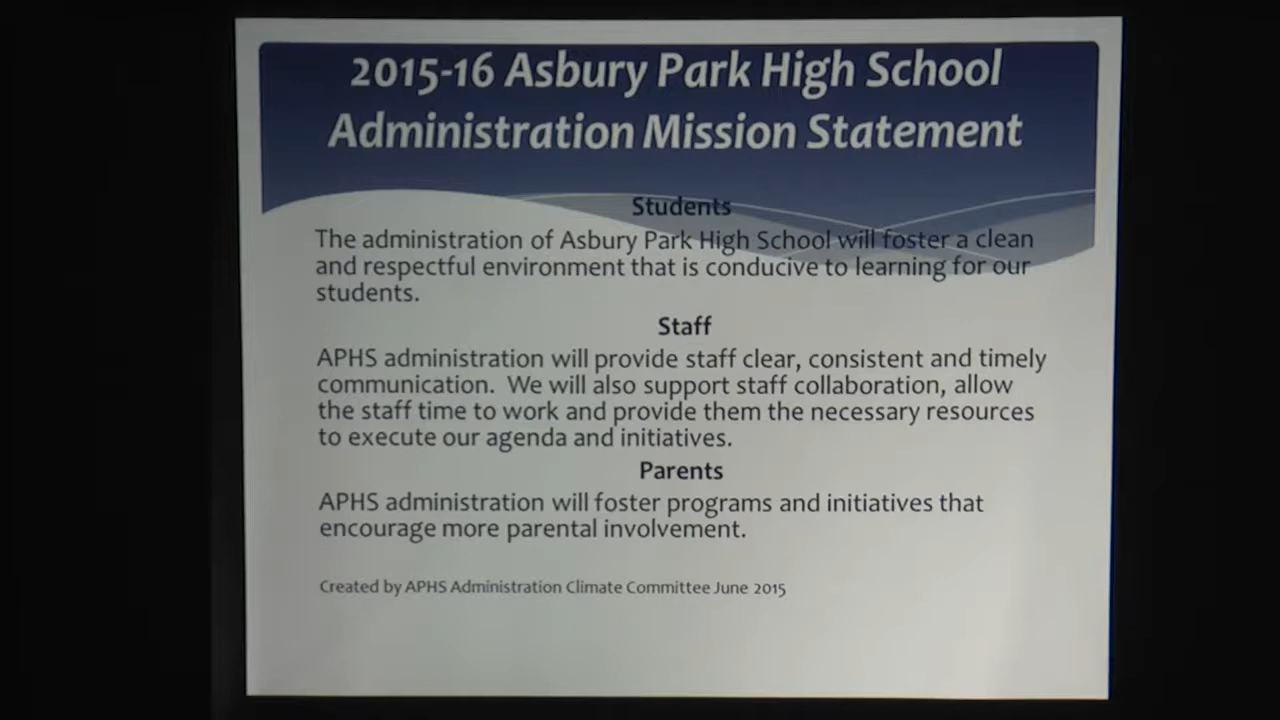 2015-16 Asbury Park High School
Administration Mission Statement
Students
The administration of Asbury Park High School will foster a clean
and respectful environment that is conducive to learning for our
students.
Staff
APHS administration will provide staff clear, consistent and timely
communication.  We will also support staff collaboration, allow
the staff time to work and provide them the necessary resources
to execute our agenda and initiatives.
Parents
APHS administration will foster programs and initiatives that
encourage more parental involvement.
Created by APHS Administration Climate Committee June 2015